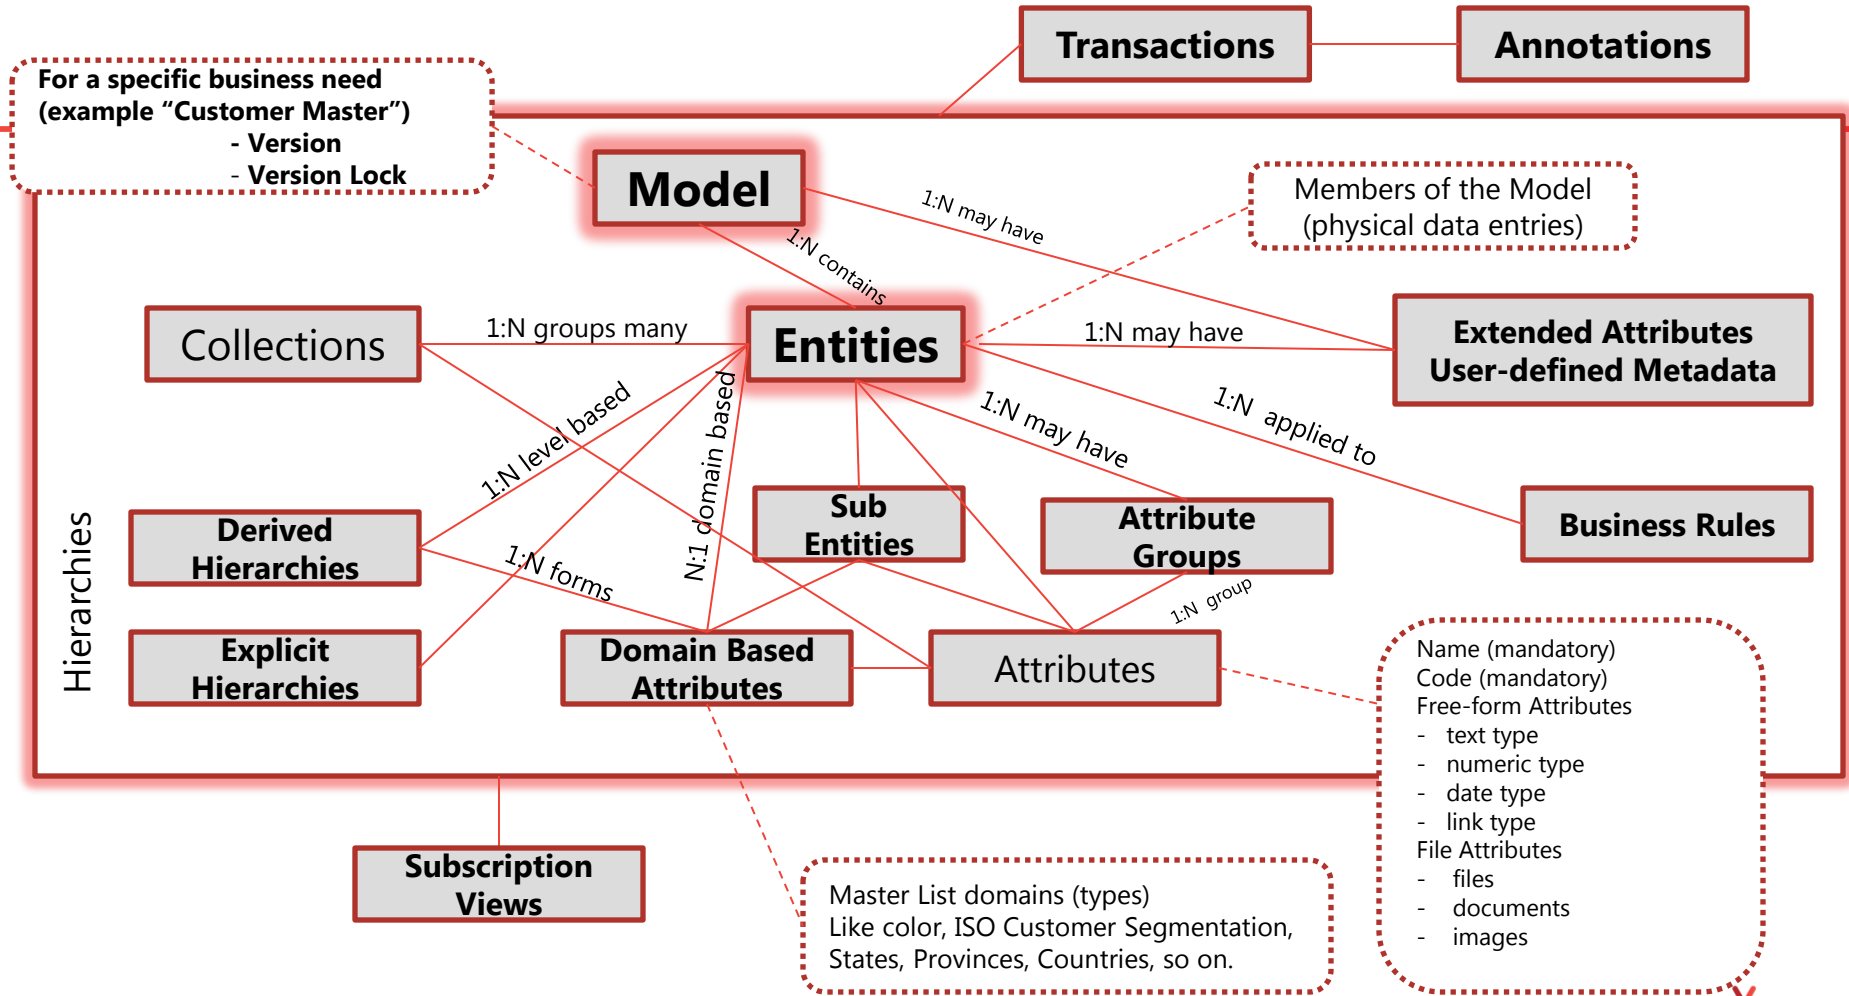 Transactions
Annotations
For a specific business need
(example “Customer Master”)
- Version
- Version Lock
Model
Members of the Model
(physical data entries)
1:N may have
1:N contains
Collections
1:N groups many
Entities
1:N may have
Extended Attributes
User-defined Metadata
1:N level based
N:1 domain based
1:N may have
1:N applied to
Hierarchies
Derived
Hierarchies
1:N forms
Sub
Entities
Attribute
Groups
Business Rules
1:N group
Explicit
Hierarchies
Domain Based
Attributes
Attributes
Name (mandatory)
Code (mandatory)
Free-form Attributes
- text type
- numeric type
- date type
- link type
File Attributes
- files
- documents
- images
Subscription
Views
Master List domains (types)
Like color, ISO Customer Segmentation,
States, Provinces, Countries, so on.